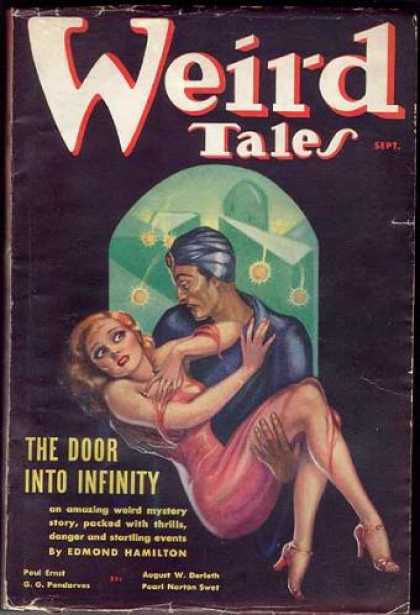 Weird
Tales
SEPT.
THE DOOR
INTO INFINITY
an amazing weird mystery
story, packed with thrills,
danger and startling events
By EDMOND HAMILTON
Paul Ernst
G. G. Pendarves
25c
August W. Derleth
Pearl Norton Swet